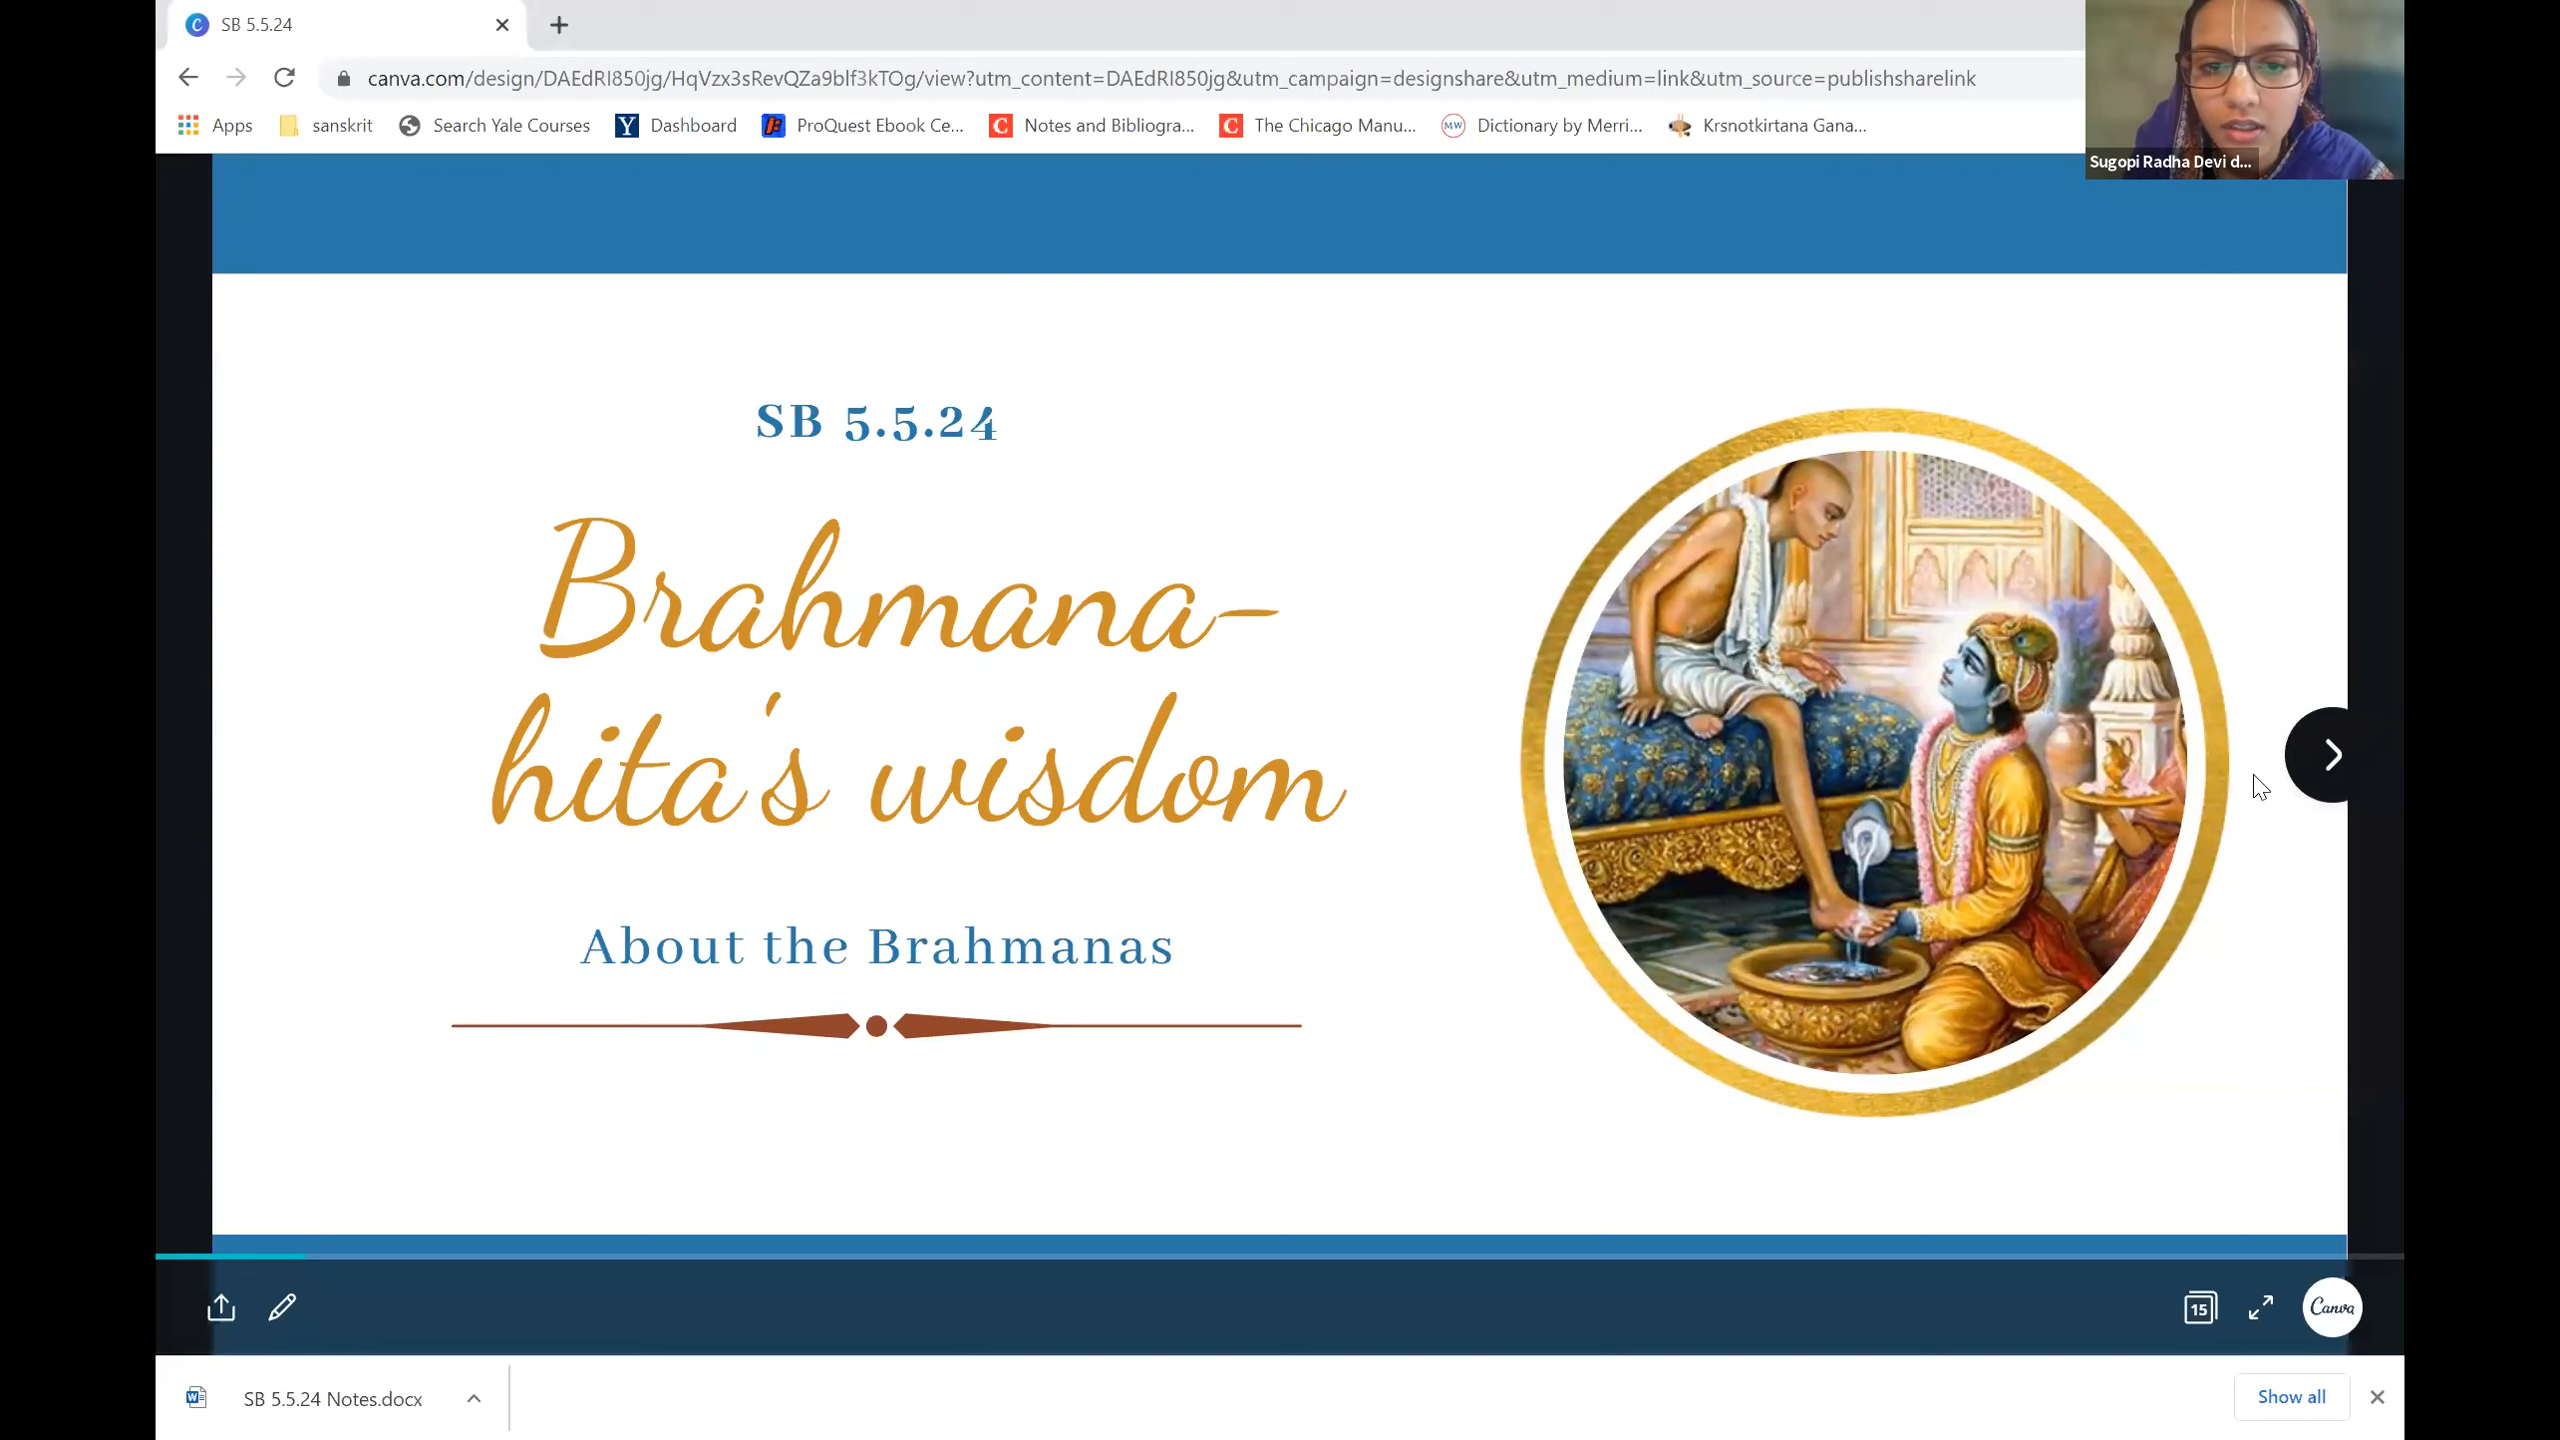 SB 5.5.24
canva.com/design/DAEdRI850jg/HqVzx3sRevQZa9blf3kTOg/view?utm_content=DAEdRI850jg&utm_campaign=designshare&utm_medium=link&utm_source=publishsharelink
Apps sanskrit Search Yale Courses Y Dashboard ProQuest Ebook Ce... C Notes and Bibliogra... C The Chicago Manu... MW Dictionary by Merri... Krsnotkirtana Gana...
Sugopi Radha Devi d...
SB 5.5.24
Brahmana-
hita's wisdom
About the Brahmanas
15 Canva
SB 5.5.24 Notes.docx
Show all